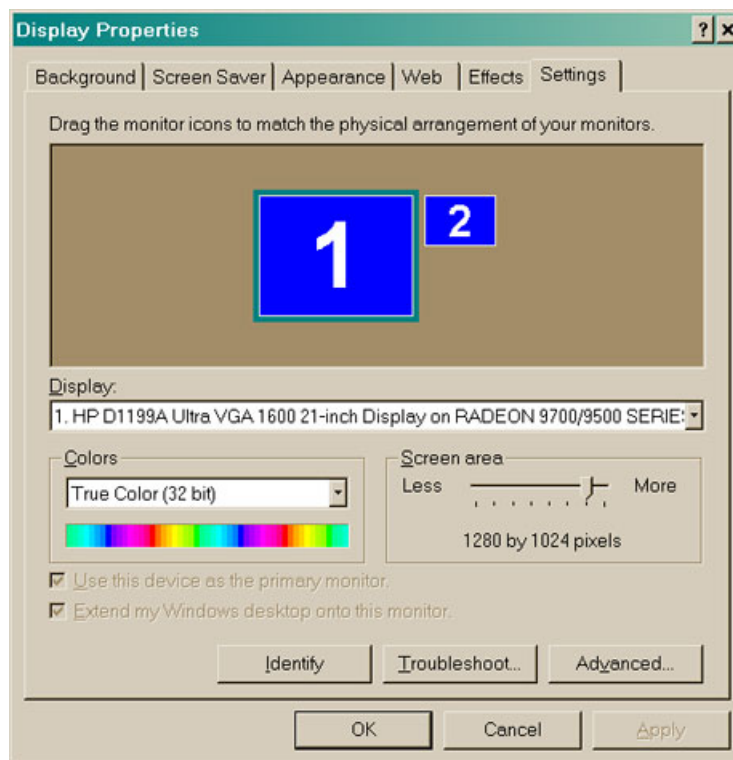 Display Properties
Background Screen Saver Appearance Web Effects Settings
Drag the monitor icons to match the physical arrangement of your monitors.
1 2
Display:
1. HP D1199A Ultra VGA 1600 21-inch Display on RADEON 9700/9500 SERIE
Colors
True Color (32 bit)
Screen area
Less More
1280 by 1024 pixels
Use this device as the primary monitor.
Extend my Windows desktop onto this monitor.
Identify Troubleshoot... Advanced...
OK Cancel Apply